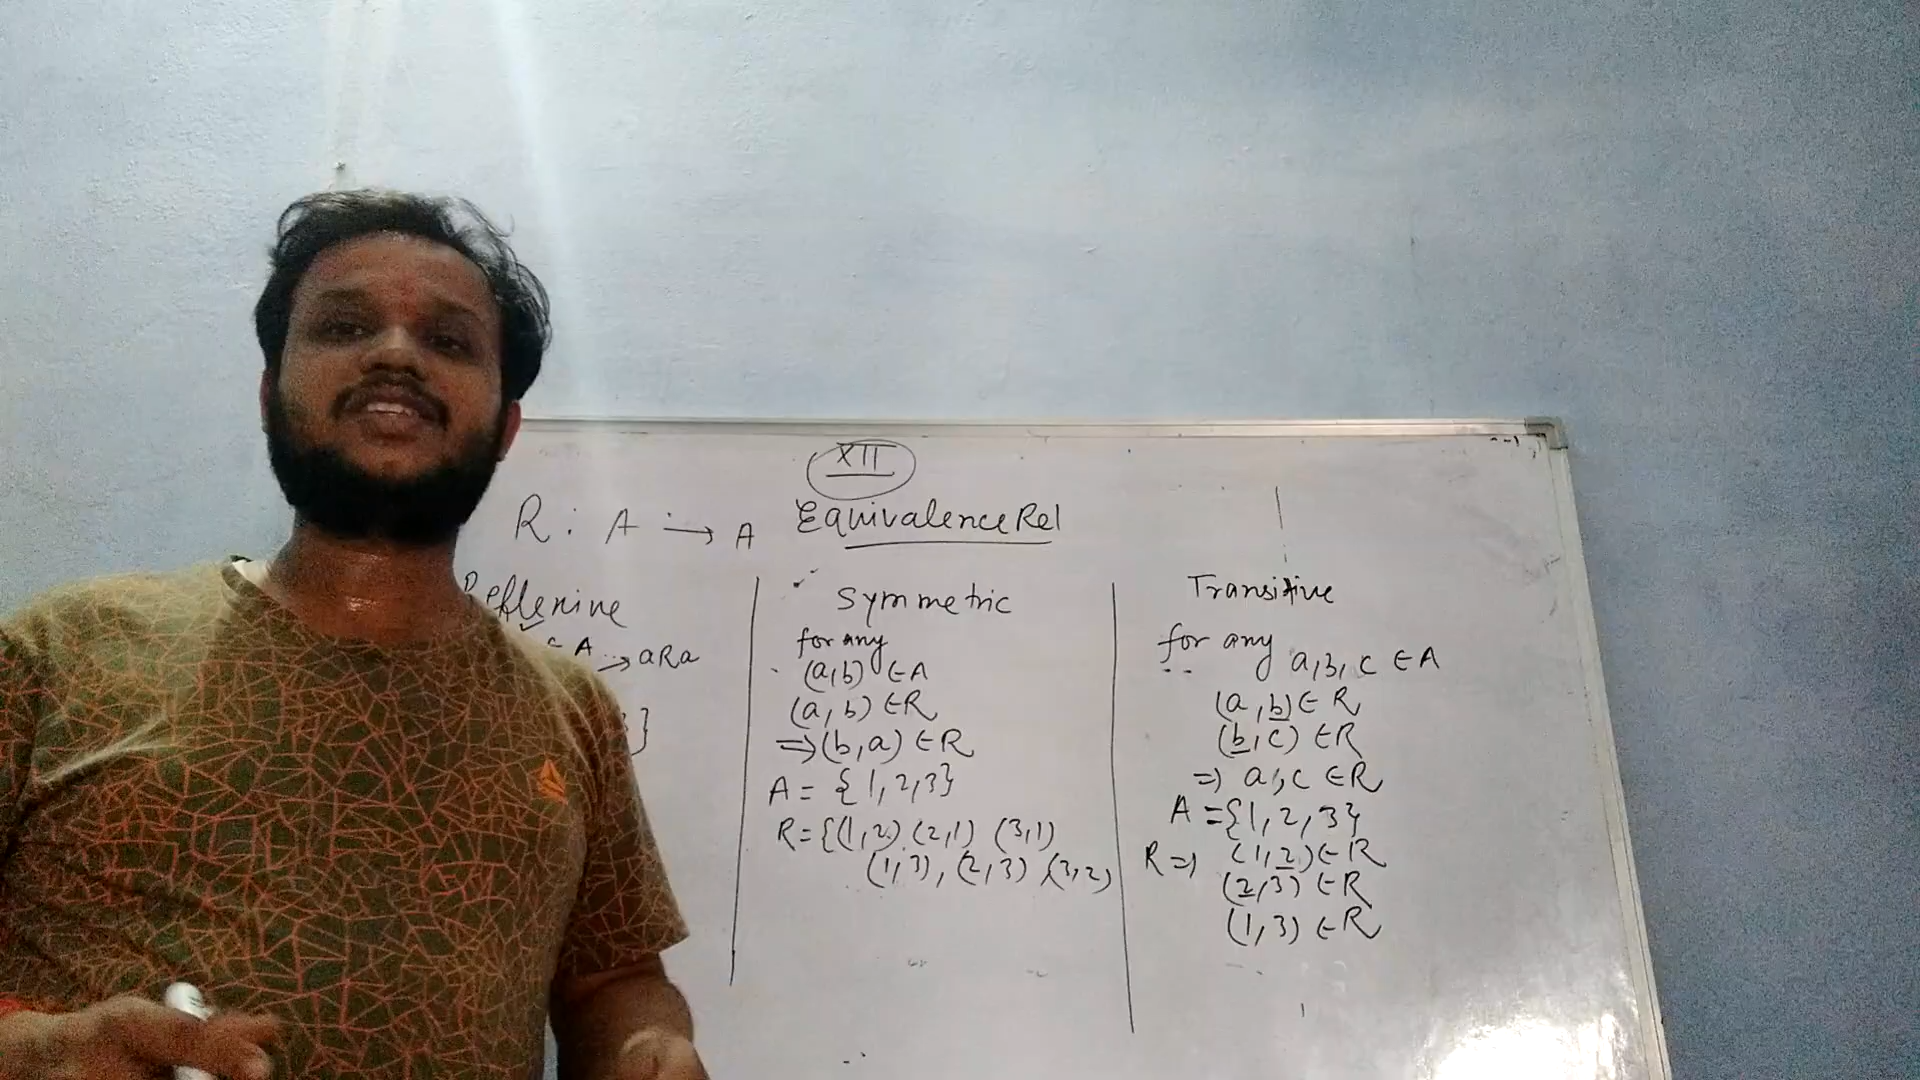 XII
R : A → A Equivalence Rel
Reflexive
∈ A → aRa
3}
Symmetric
for any
(a,b) ∈ A
(a,b) ∈ R
⇒ (b,a) ∈ R
A = {1,2,3}
R = {(1,2) (2,1) (3,1)
(1,3), (2,3) (3,2)
Transitive
for any a,b,c ∈ A
(a,b) ∈ R
(b,c) ∈ R
⇒ a,c ∈ R
A = {1,2,3}
R ⇒ (1,2) ∈ R
(2,3) ∈ R
(1,3) ∈ R